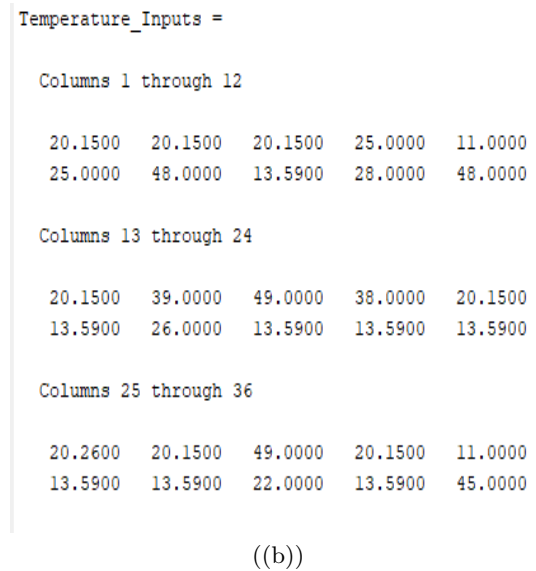 Temperature_Inputs =
Columns 1 through 12
20.1500 20.1500 20.1500 25.0000 11.0000
25.0000 48.0000 13.5900 28.0000 48.0000
Columns 13 through 24
20.1500 39.0000 49.0000 38.0000 20.1500
13.5900 26.0000 13.5900 13.5900 13.5900
Columns 25 through 36
20.2600 20.1500 49.0000 20.1500 11.0000
13.5900 13.5900 22.0000 13.5900 45.0000
((b))